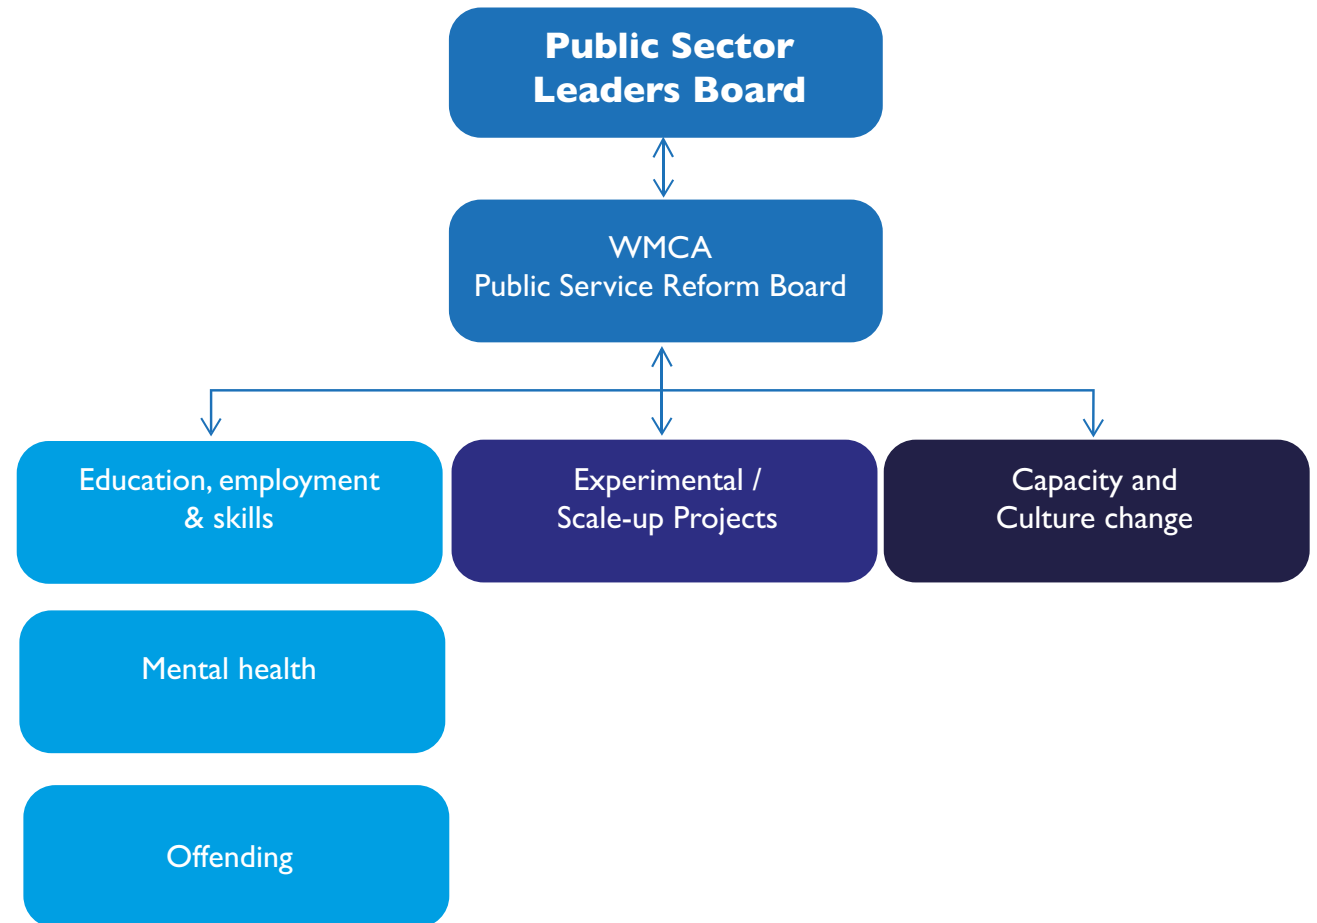 Public Sector
Leaders Board
WMCA
Public Service Reform Board
Education, employment
& skills
Experimental /
Scale-up Projects
Capacity and
Culture change
Mental health
Offending